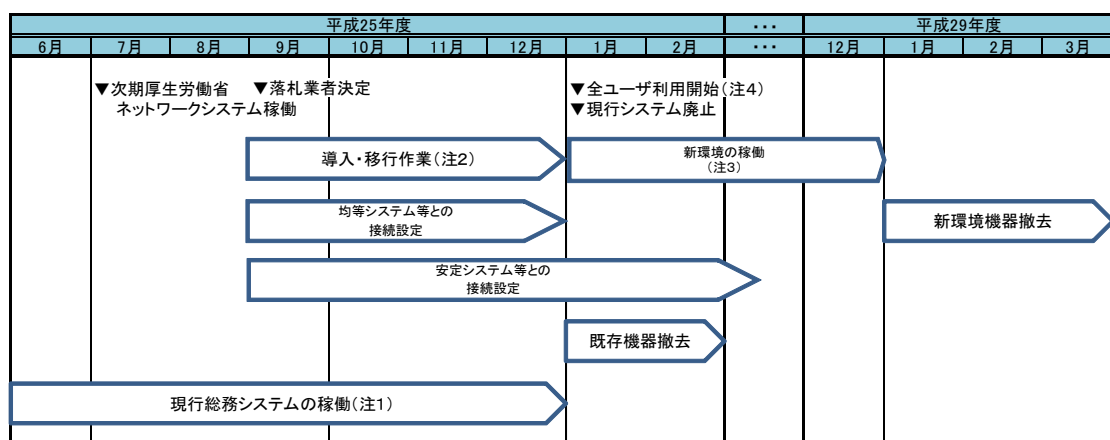 平成25年度 ・・・ 平成29年度
6月 7月 8月 9月 10月 11月 12月 1月 2月 ・・・ 12月 1月 2月 3月
▼次期厚生労働省 ▼落札業者決定 ▼全ユーザ利用開始(注4)
ネットワークシステム稼働 ▼現行システム廃止
導入・移行作業(注2) 新環境の稼働
(注3)
均等システム等との
接続設定
新環境機器撤去
安定システム等との
接続設定
既存機器撤去
現行総務システムの稼働(注1)